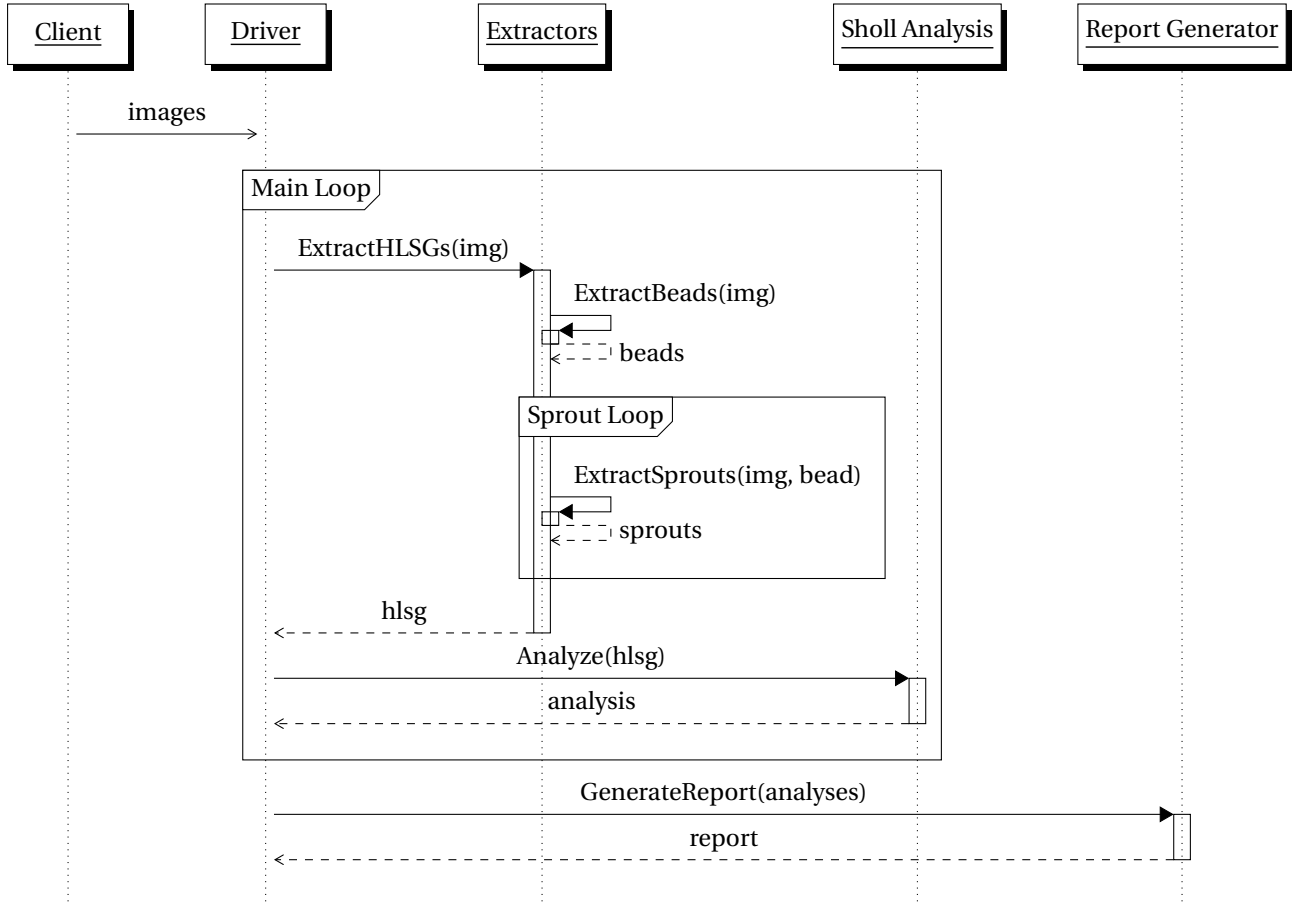 Client
Driver
Extractors
Sholl Analysis
Report Generator
images
Main Loop
ExtractHLSGs(img)
ExtractBeads(img)
beads
Sprout Loop
ExtractSprouts(img, bead)
sprouts
hlsg
Analyze(hlsg)
analysis
GenerateReport(analyses)
report